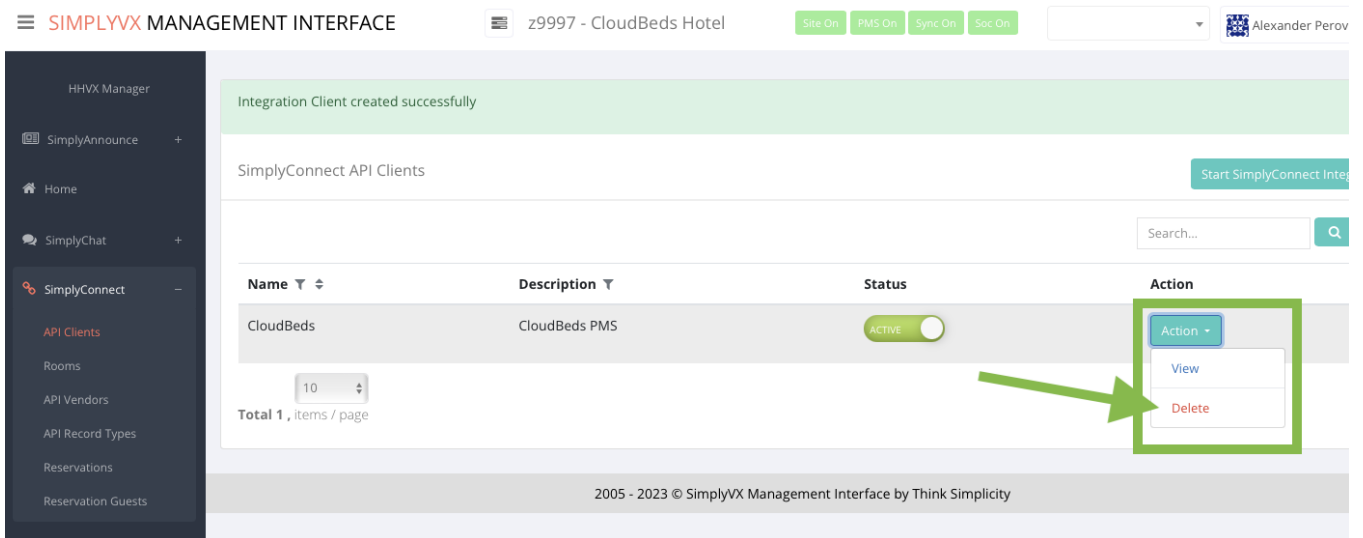 SIMPLYVX MANAGEMENT INTERFACE
z9997 - CloudBeds Hotel
Site On PMS On Sync On Soc On
Alexander Perov
HHVX Manager
SimplyAnnounce +
Home
SimplyChat +
SimplyConnect −
API Clients
Rooms
API Vendors
API Record Types
Reservations
Reservation Guests
Integration Client created successfully
SimplyConnect API Clients
Start SimplyConnect Integ
Search...
Name Description Status Action
CloudBeds CloudBeds PMS ACTIVE Action
View
Delete
10
Total 1 , items / page
2005 - 2023 © SimplyVX Management Interface by Think Simplicity